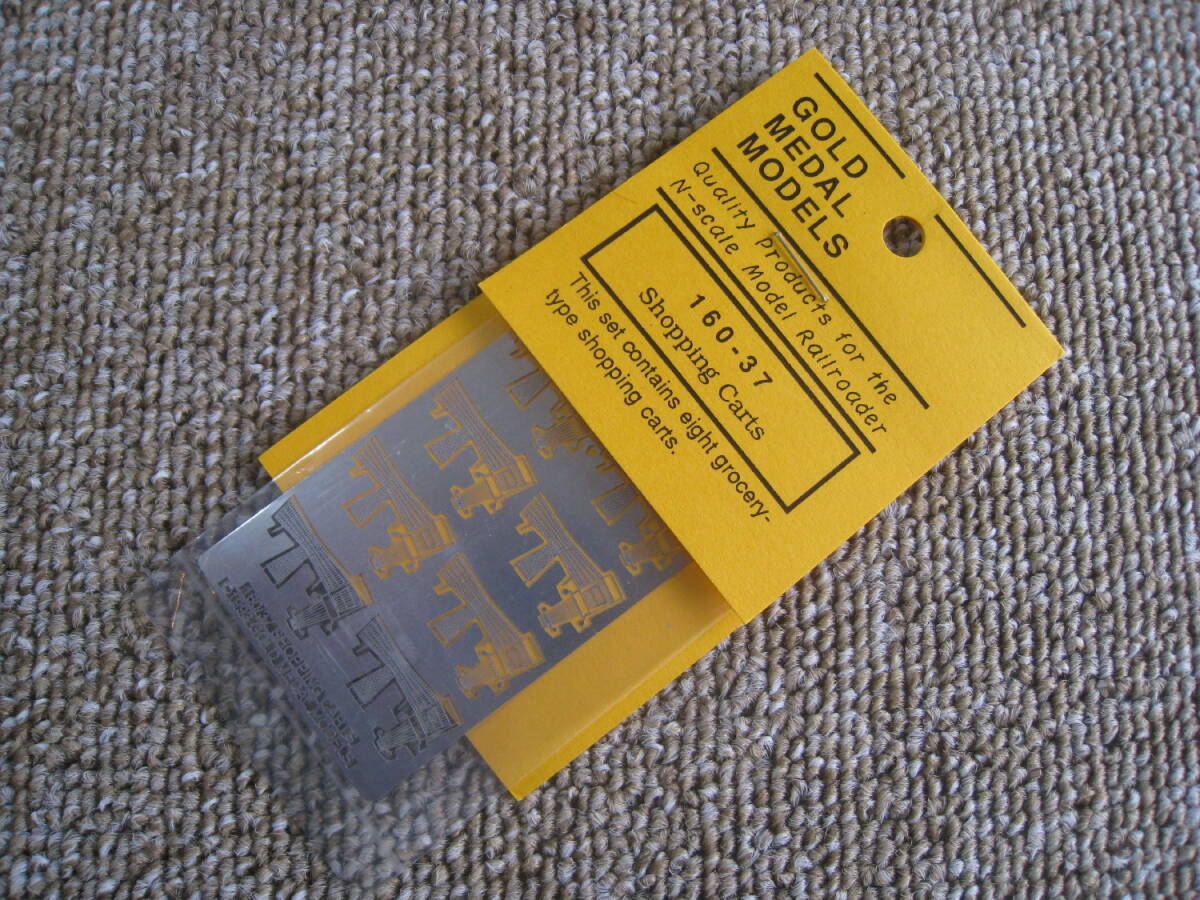 GOLD
MEDAL
MODELS
Quality Products for the
N-scale Model Railroader
160-37
Shopping Carts
This set contains eight grocery-
type shopping carts.